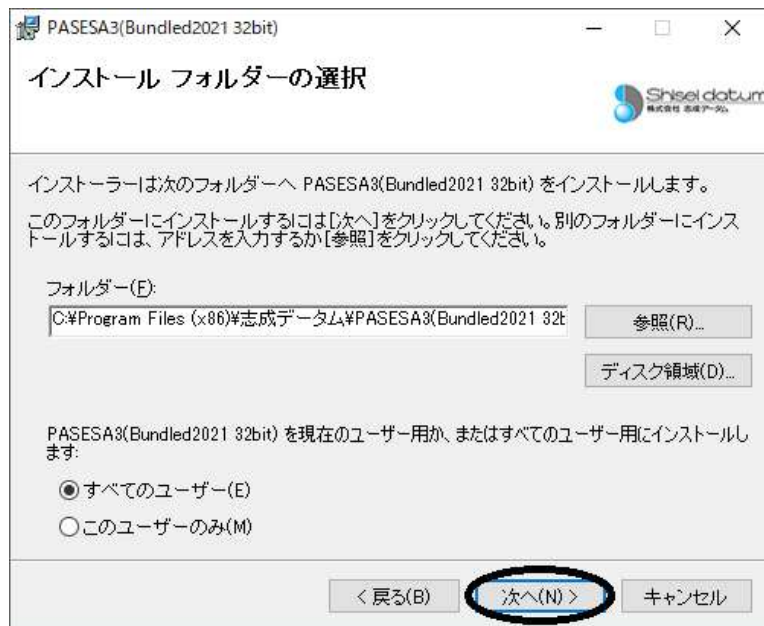 PASESA3(Bundled2021 32bit)
インストール フォルダーの選択
Shisei datum
株式会社 志成データム
インストーラーは次のフォルダーへ PASESA3(Bundled2021 32bit) をインストールします。
このフォルダーにインストールするには[次へ]をクリックしてください。別のフォルダーにインス
トールするには、アドレスを入力するか[参照]をクリックしてください。
フォルダー(F):
C:¥Program Files (x86)¥志成データム¥PASESA3(Bundled2021 32b
参照(R)...
ディスク領域(D)...
PASESA3(Bundled2021 32bit) を現在のユーザー用か、またはすべてのユーザー用にインストールし
ます:
すべてのユーザー(E)
このユーザーのみ(M)
< 戻る(B)
次へ(N) >
キャンセル